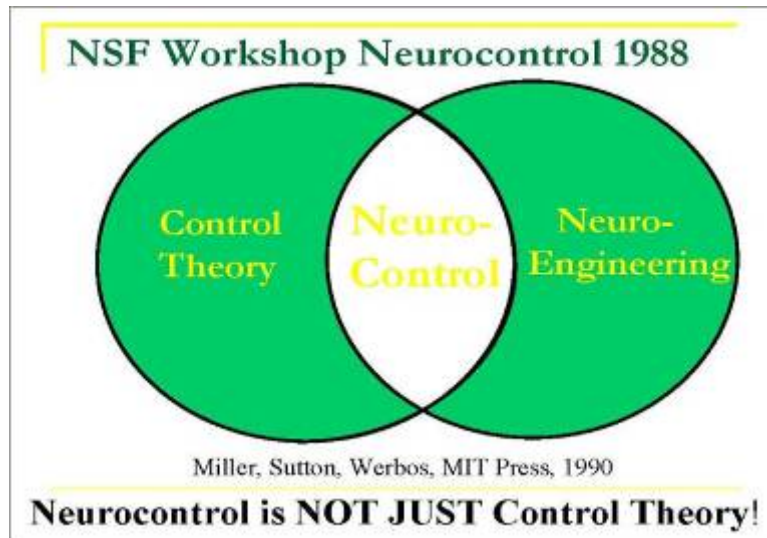 NSF Workshop Neurocontrol 1988
Control
Theory
Neuro-
Control
Neuro-
Engineering
Miller, Sutton, Werbos, MIT Press, 1990
Neurocontrol is NOT JUST Control Theory!